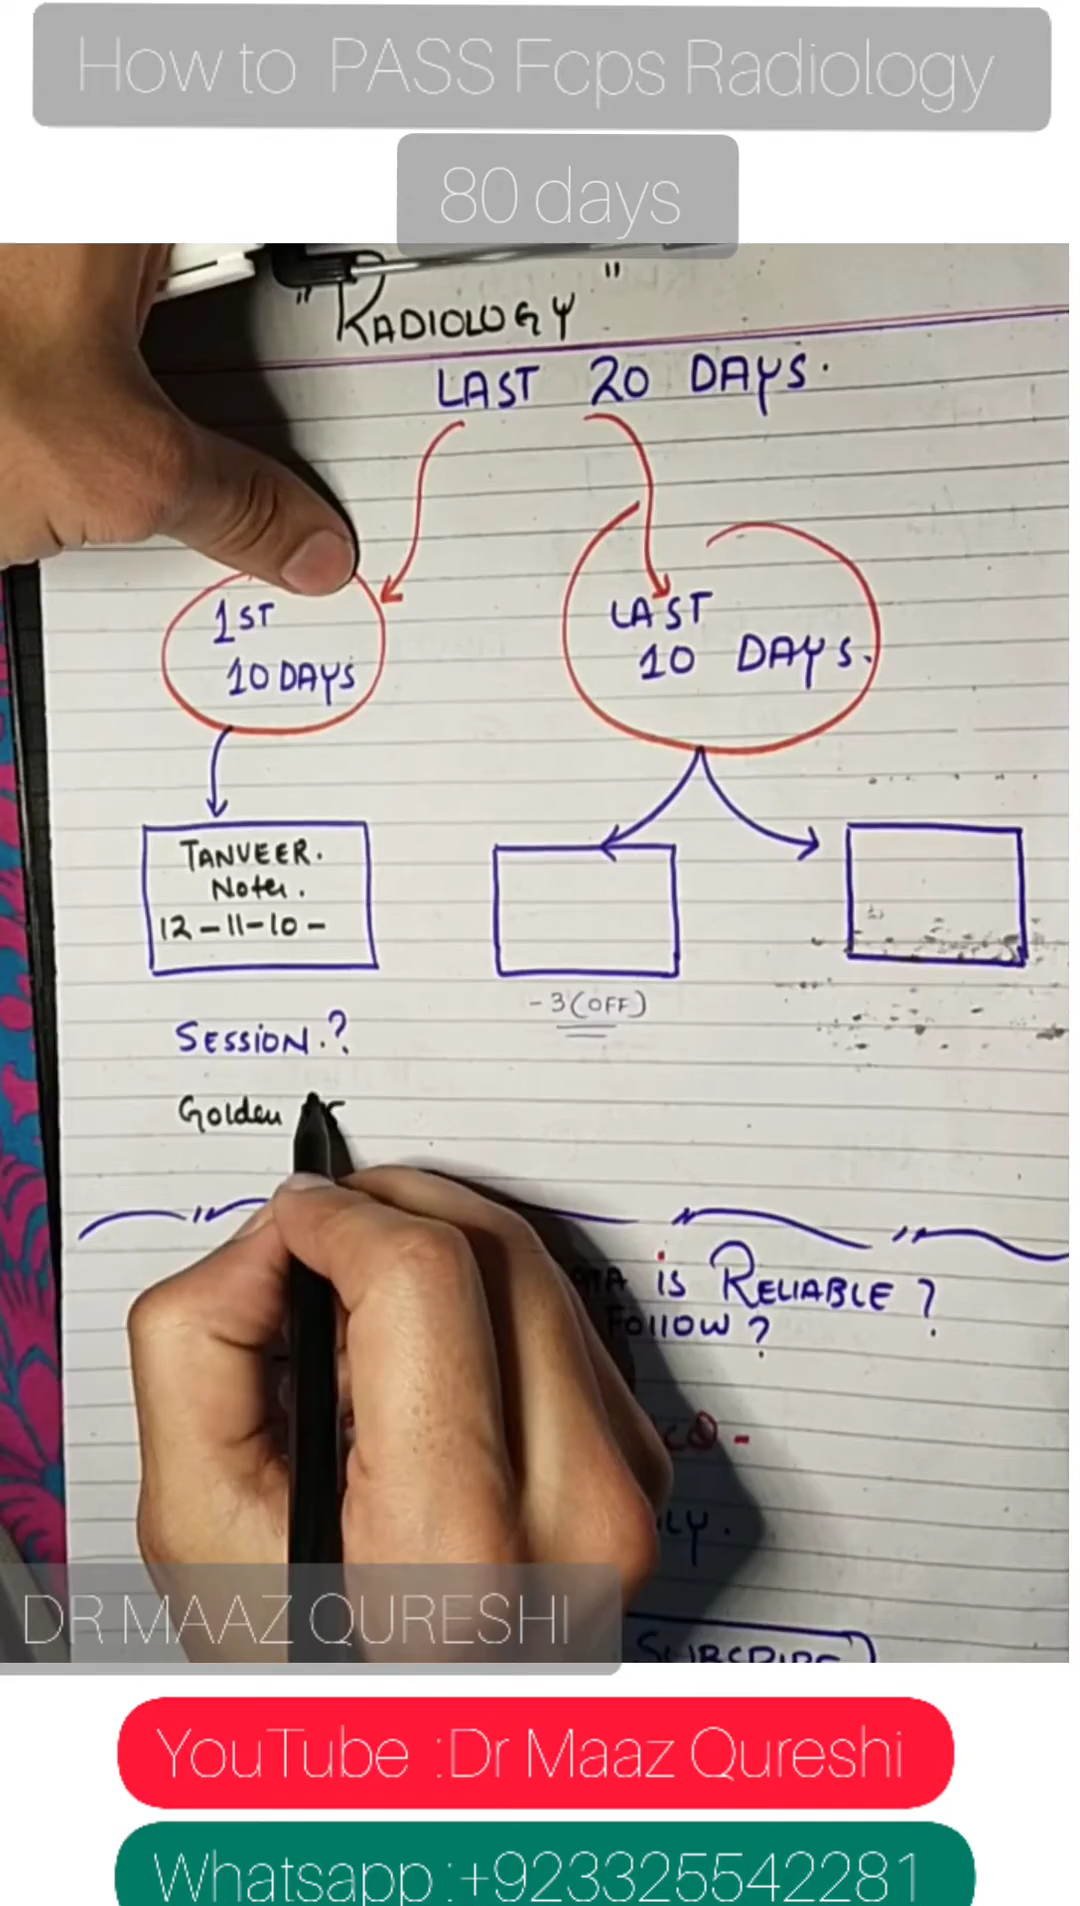 How to PASS Fcps Radiology
80 days
"RADIOLOGY"
LAST 20 DAYS.
1ST
10 DAYS
LAST
10 DAYS.
TANVEER.
Notes.
12-11-10-
-3(OFF)
SESSION.?
Golden
IS RELIABLE?
FOLLOW?
LY.
DR MAAZ QURESHI
SUBSCRIBE
YouTube :Dr Maaz Qureshi
Whatsapp :+923325542281